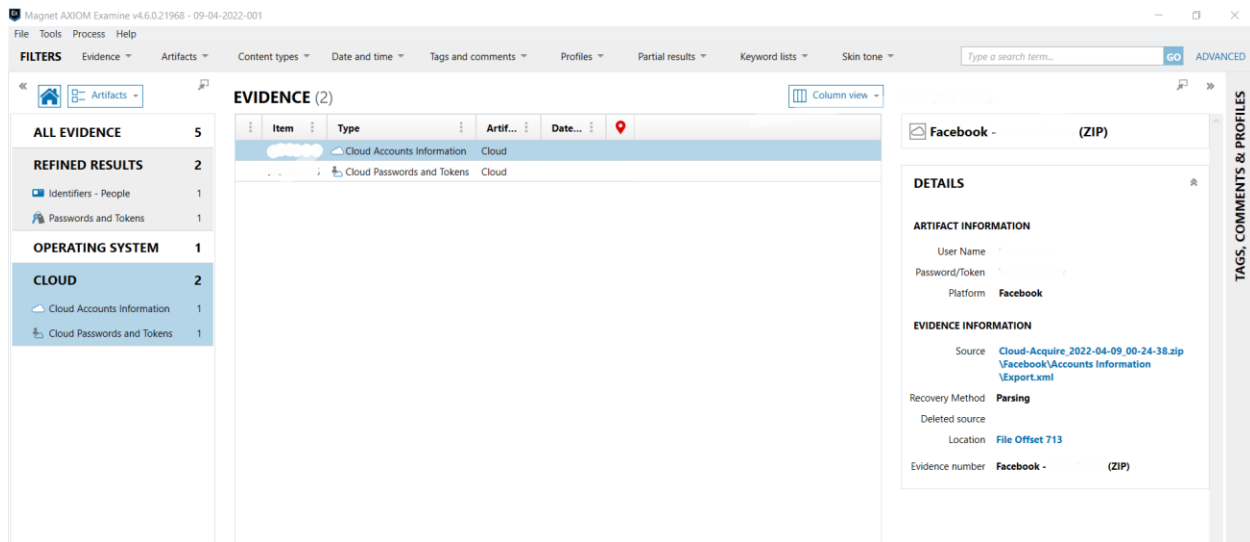 Magnet AXIOM Examine v4.6.0.21968 - 09-04-2022-001
File Tools Process Help
FILTERS Evidence Artifacts Content types Date and time Tags and comments Profiles Partial results Keyword lists Skin tone Type a search term... GO ADVANCED
Artifacts
EVIDENCE (2)
Column view
ALL EVIDENCE 5
REFINED RESULTS 2
Identifiers - People 1
Passwords and Tokens 1
OPERATING SYSTEM 1
CLOUD 2
Cloud Accounts Information 1
Cloud Passwords and Tokens 1
Item Type Artif... Date...
Cloud Accounts Information Cloud
Cloud Passwords and Tokens Cloud
Facebook - (ZIP)
DETAILS
ARTIFACT INFORMATION
User Name
Password/Token
Platform Facebook
EVIDENCE INFORMATION
Source Cloud-Acquire_2022-04-09_00-24-38.zip
\Facebook\Accounts Information
\Export.xml
Recovery Method Parsing
Deleted source
Location File Offset 713
Evidence number Facebook - (ZIP)
TAGS, COMMENTS & PROFILES